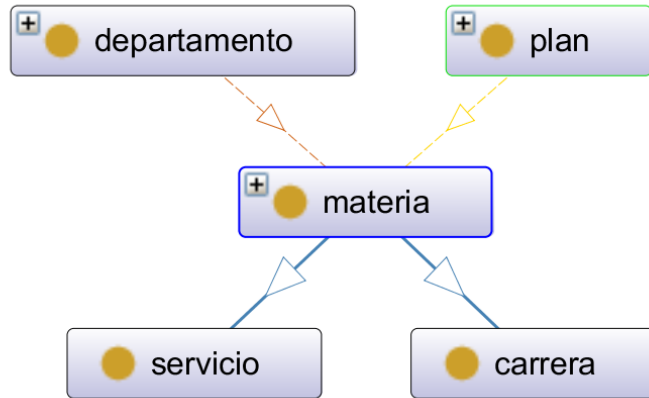 departamento
plan
materia
servicio
carrera